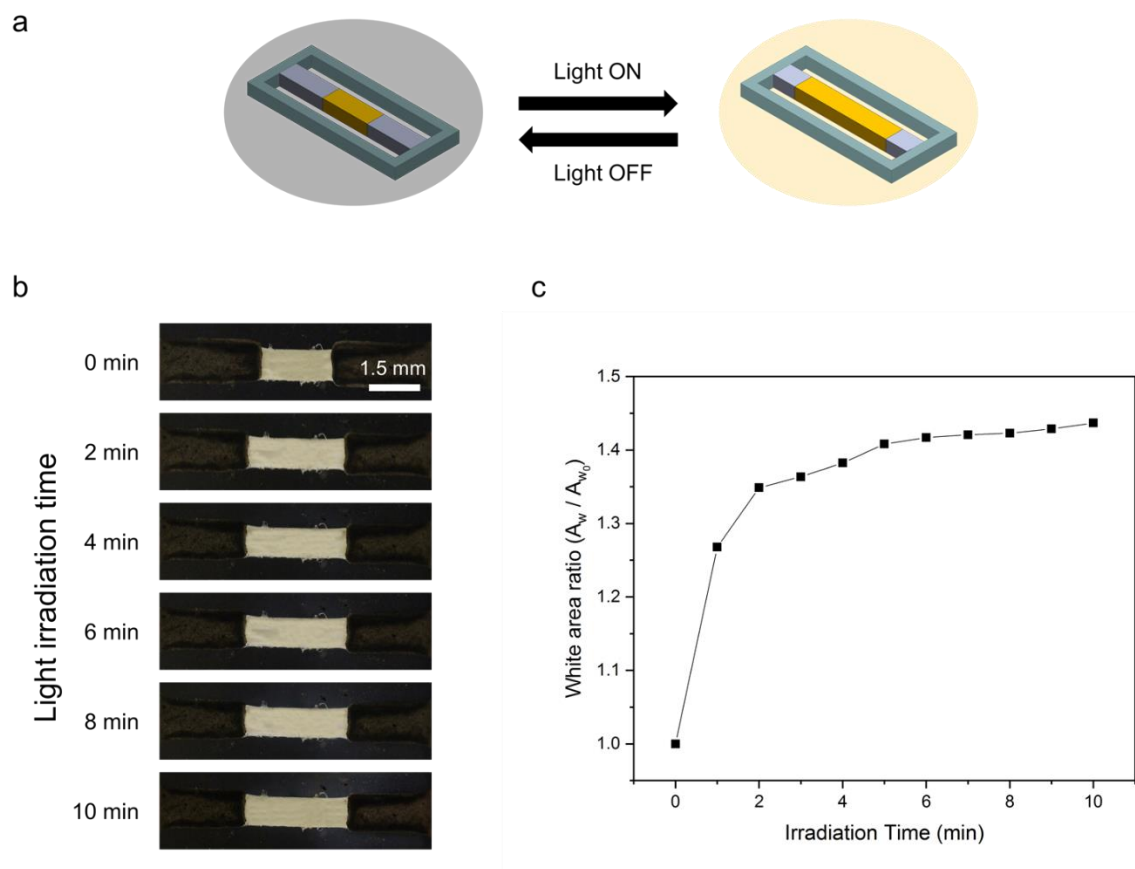 a
Light ON
Light OFF
b
Light irradiation time
0 min
1.5 mm
2 min
4 min
6 min
8 min
10 min
c
White area ratio (A_w / A_w₀)
1.5
1.4
1.3
1.2
1.1
1.0
0 2 4 6 8 10
Irradiation Time (min)